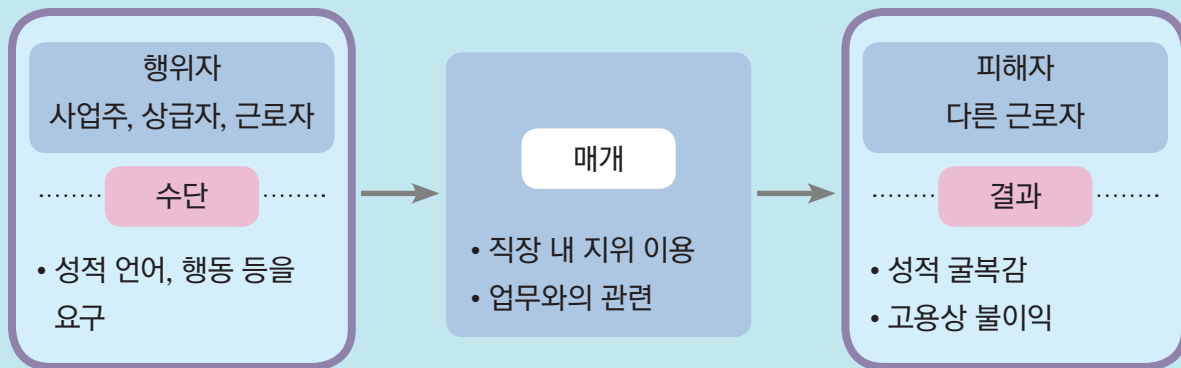 행위자
사업주, 상급자, 근로자
수단
• 성적 언어, 행동 등을
요구
매개
• 직장 내 지위 이용
• 업무와의 관련
피해자
다른 근로자
결과
• 성적 굴복감
• 고용상 불이익